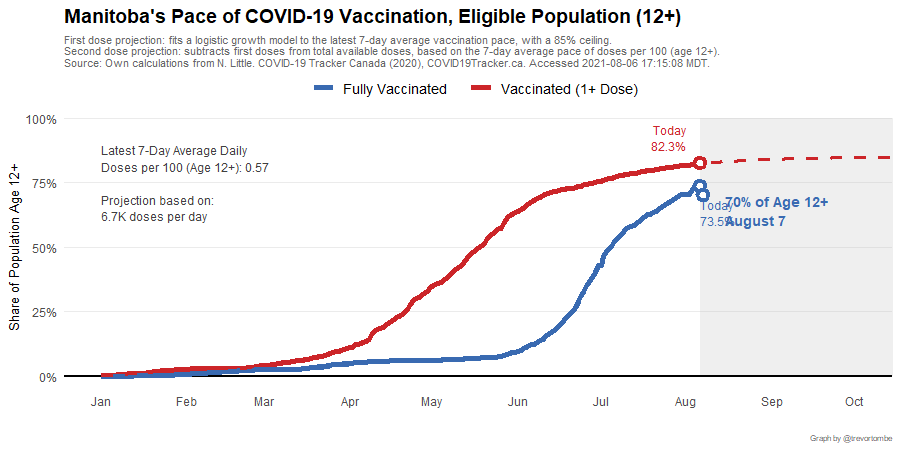 Manitoba's Pace of COVID-19 Vaccination, Eligible Population (12+)
First dose projection: fits a logistic growth model to the latest 7-day average vaccination pace, with a 85% ceiling.
Second dose projection: subtracts first doses from total available doses, based on the 7-day average pace of doses per 100 (age 12+).
Source: Own calculations from N. Little. COVID-19 Tracker Canada (2020), COVID19Tracker.ca. Accessed 2021-08-06 17:15:08 MDT.
Fully Vaccinated
Vaccinated (1+ Dose)
Share of Population Age 12+
100%
75%
50%
25%
0%
Latest 7-Day Average Daily
Doses per 100 (Age 12+): 0.57
Projection based on:
6.7K doses per day
Today
82.3%
Today
73.5%
70% of Age 12+
August 7
Jan
Feb
Mar
Apr
May
Jun
Jul
Aug
Sep
Oct
Graph by @trevortombe